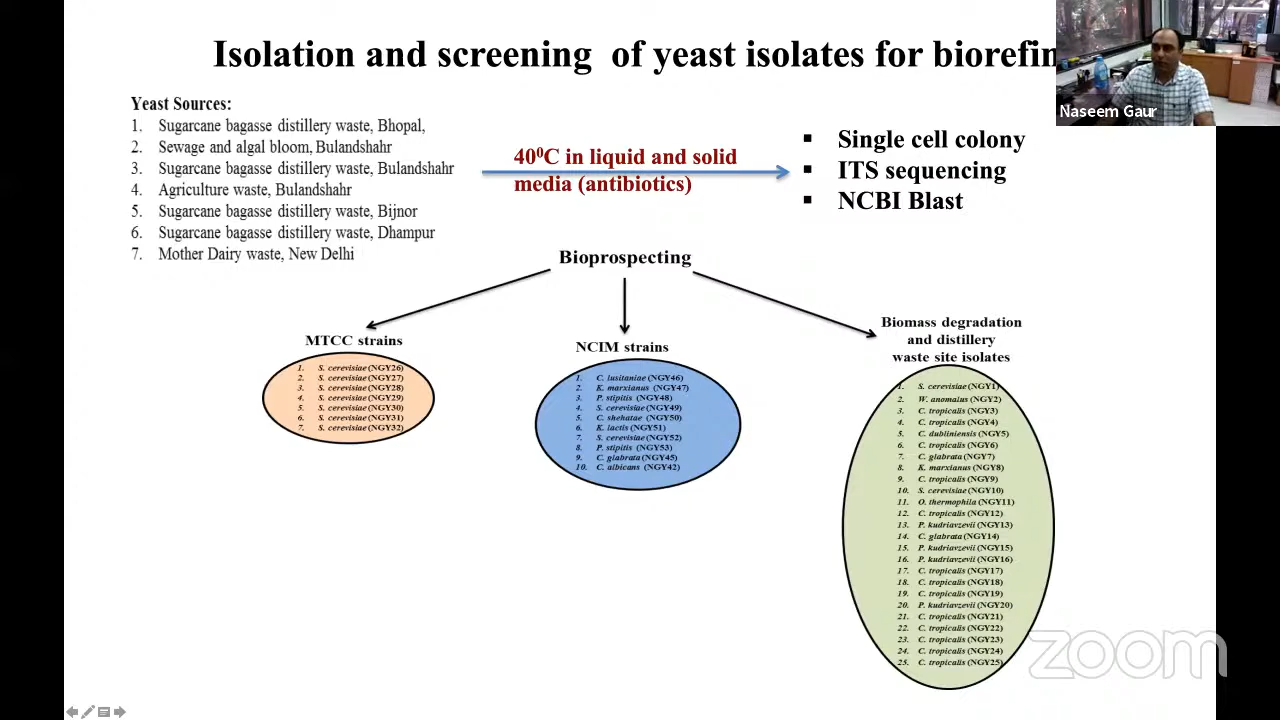 Isolation and screening of yeast isolates for biorefin
Naseem Gaur
Yeast Sources:
1. Sugarcane bagasse distillery waste, Bhopal,
2. Sewage and algal bloom, Bulandshahr
3. Sugarcane bagasse distillery waste, Bulandshahr
4. Agriculture waste, Bulandshahr
5. Sugarcane bagasse distillery waste, Bijnor
6. Sugarcane bagasse distillery waste, Dhampur
7. Mother Dairy waste, New Delhi
40⁰C in liquid and solid
media (antibiotics)
▪ Single cell colony
▪ ITS sequencing
▪ NCBI Blast
Bioprospecting
MTCC strains
1. S. cerevisiae (NGY26)
2. S. cerevisiae (NGY27)
3. S. cerevisiae (NGY28)
4. S. cerevisiae (NGY29)
5. S. cerevisiae (NGY30)
6. S. cerevisiae (NGY31)
7. S. cerevisiae (NGY32)
NCIM strains
1. C. lusitaniae (NGY46)
2. K. marxianus (NGY47)
3. P. stipitis (NGY48)
4. S. cerevisiae (NGY49)
5. C. shehatae (NGY50)
6. K. lactis (NGY51)
7. S. cerevisiae (NGY52)
8. P. stipitis (NGY53)
9. C. glabrata (NGY45)
10. C. albicans (NGY42)
Biomass degradation
and distillery
waste site isolates
1. S. cerevisiae (NGY1)
2. W. anomalus (NGY2)
3. C. tropicalis (NGY3)
4. C. tropicalis (NGY4)
5. C. dubliniensis (NGY5)
6. C. tropicalis (NGY6)
7. C. glabrata (NGY7)
8. K. marxianus (NGY8)
9. C. tropicalis (NGY9)
10. S. cerevisiae (NGY10)
11. O. thermophila (NGY11)
12. C. tropicalis (NGY12)
13. P. kudriavzevii (NGY13)
14. C. glabrata (NGY14)
15. P. kudriavzevii (NGY15)
16. P. kudriavzevii (NGY16)
17. C. tropicalis (NGY17)
18. C. tropicalis (NGY18)
19. C. tropicalis (NGY19)
20. P. kudriavzevii (NGY20)
21. C. tropicalis (NGY21)
22. C. tropicalis (NGY22)
23. C. tropicalis (NGY23)
24. C. tropicalis (NGY24)
25. C. tropicalis (NGY25)
zoom